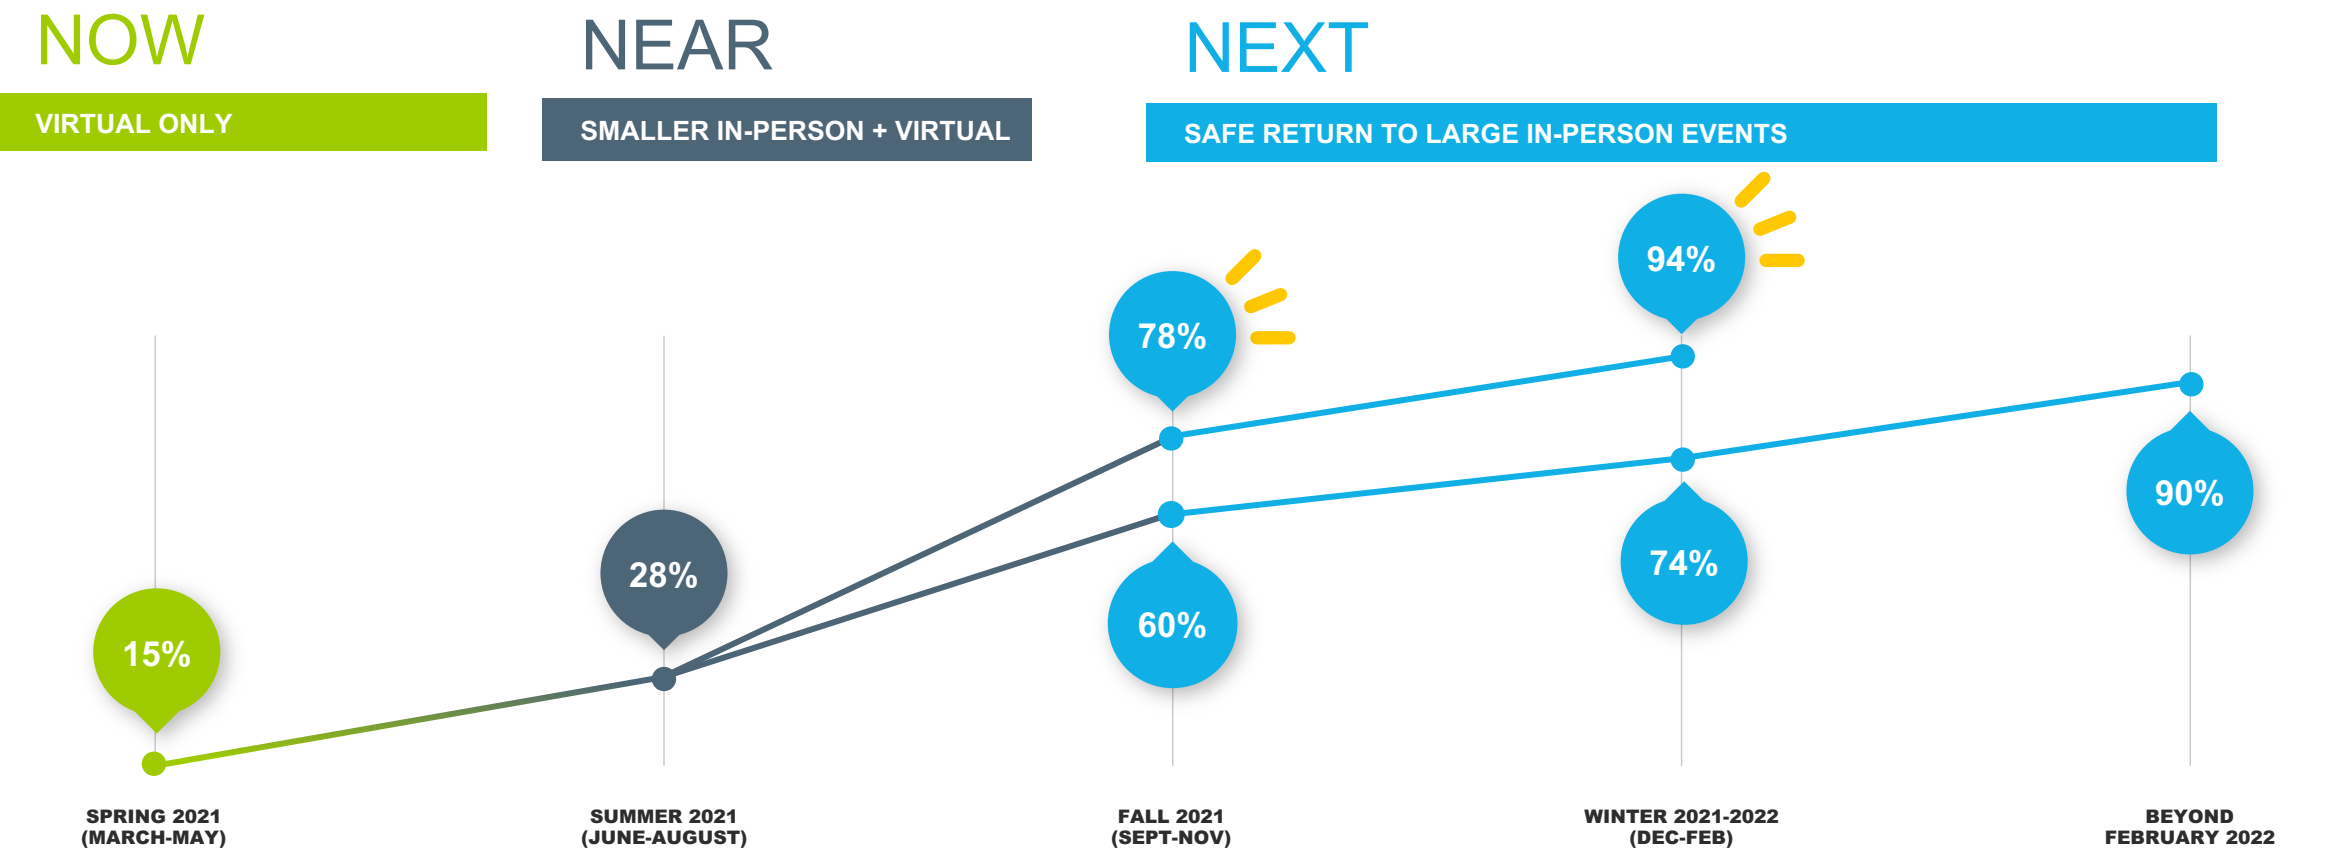 NOW
VIRTUAL ONLY
NEAR
SMALLER IN-PERSON + VIRTUAL
NEXT
SAFE RETURN TO LARGE IN-PERSON EVENTS
15%
28%
78%
60%
94%
74%
90%
SPRING 2021
(MARCH-MAY)
SUMMER 2021
(JUNE-AUGUST)
FALL 2021
(SEPT-NOV)
WINTER 2021-2022
(DEC-FEB)
BEYOND
FEBRUARY 2022